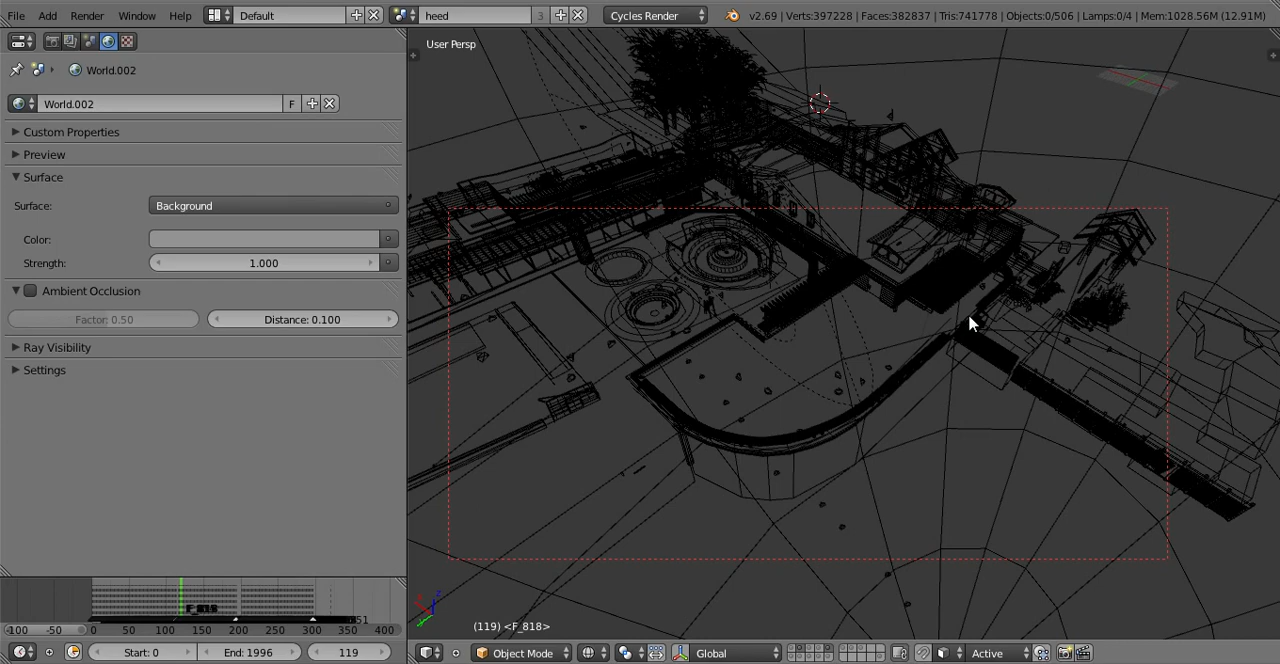 File Add Render Window Help Default heed 3 Cycles Render v2.69 | Verts:397228 | Faces:382837 | Tris:741778 | Objects:0/506 | Lamps:0/4 | Mem:1028.56M (12.91M)
User Persp
World.002
World.002 F
Custom Properties
Preview
Surface
Surface: Background
Color:
Strength: 1.000
Ambient Occlusion
Factor: 0.50 Distance: 0.100
Ray Visibility
Settings
F_818
-100 -50 0 50 100 150 200 250 300 350 400
(119) <F_818>
Start: 0 End: 1996 119 Object Mode Global Active